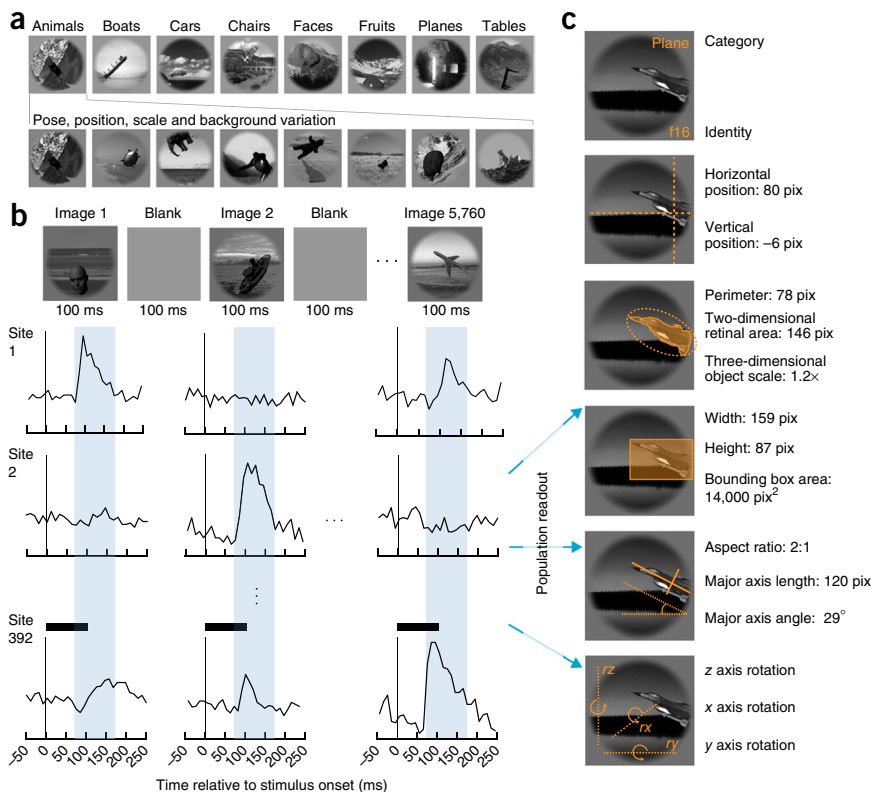 a
Animals Boats Cars Chairs Faces Fruits Planes Tables
Pose, position, scale and background variation
b
Image 1 Blank Image 2 Blank Image 5,760
. . .
100 ms 100 ms 100 ms 100 ms 100 ms
Site
1
Site
2
. . .
Site
392
–50 0 50 100 150 200 250
–50 0 50 100 150 200 250
–50 0 50 100 150 200 250
Time relative to stimulus onset (ms)
Population readout
c
Plane
Category
f16
Identity
Horizontal
position: 80 pix
Vertical
position: –6 pix
Perimeter: 78 pix
Two-dimensional
retinal area: 146 pix
Three-dimensional
object scale: 1.2×
Width: 159 pix
Height: 87 pix
Bounding box area:
14,000 pix²
Aspect ratio: 2:1
Major axis length: 120 pix
Major axis angle: 29°
rz
rx
ry
z axis rotation
x axis rotation
y axis rotation